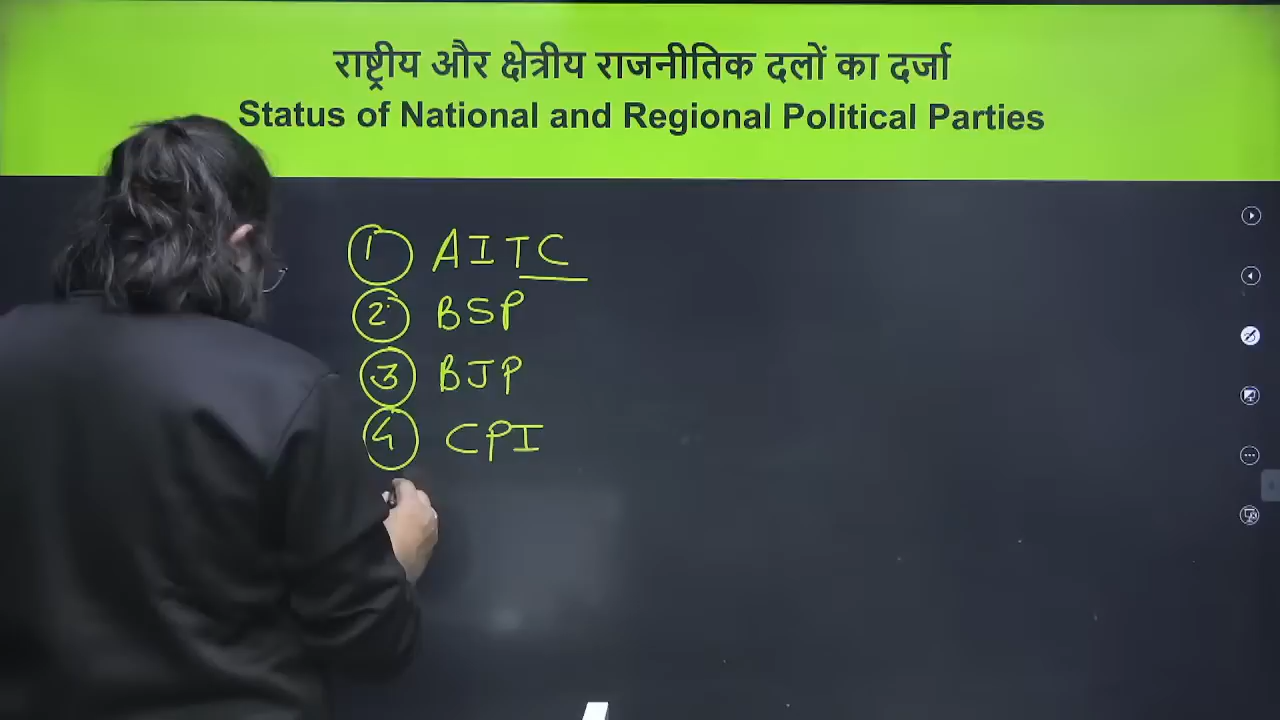 राष्ट्रीय और क्षेत्रीय राजनीतिक दलों का दर्जा
Status of National and Regional Political Parties
1 AITC
2 BSP
3 BJP
4 CPI